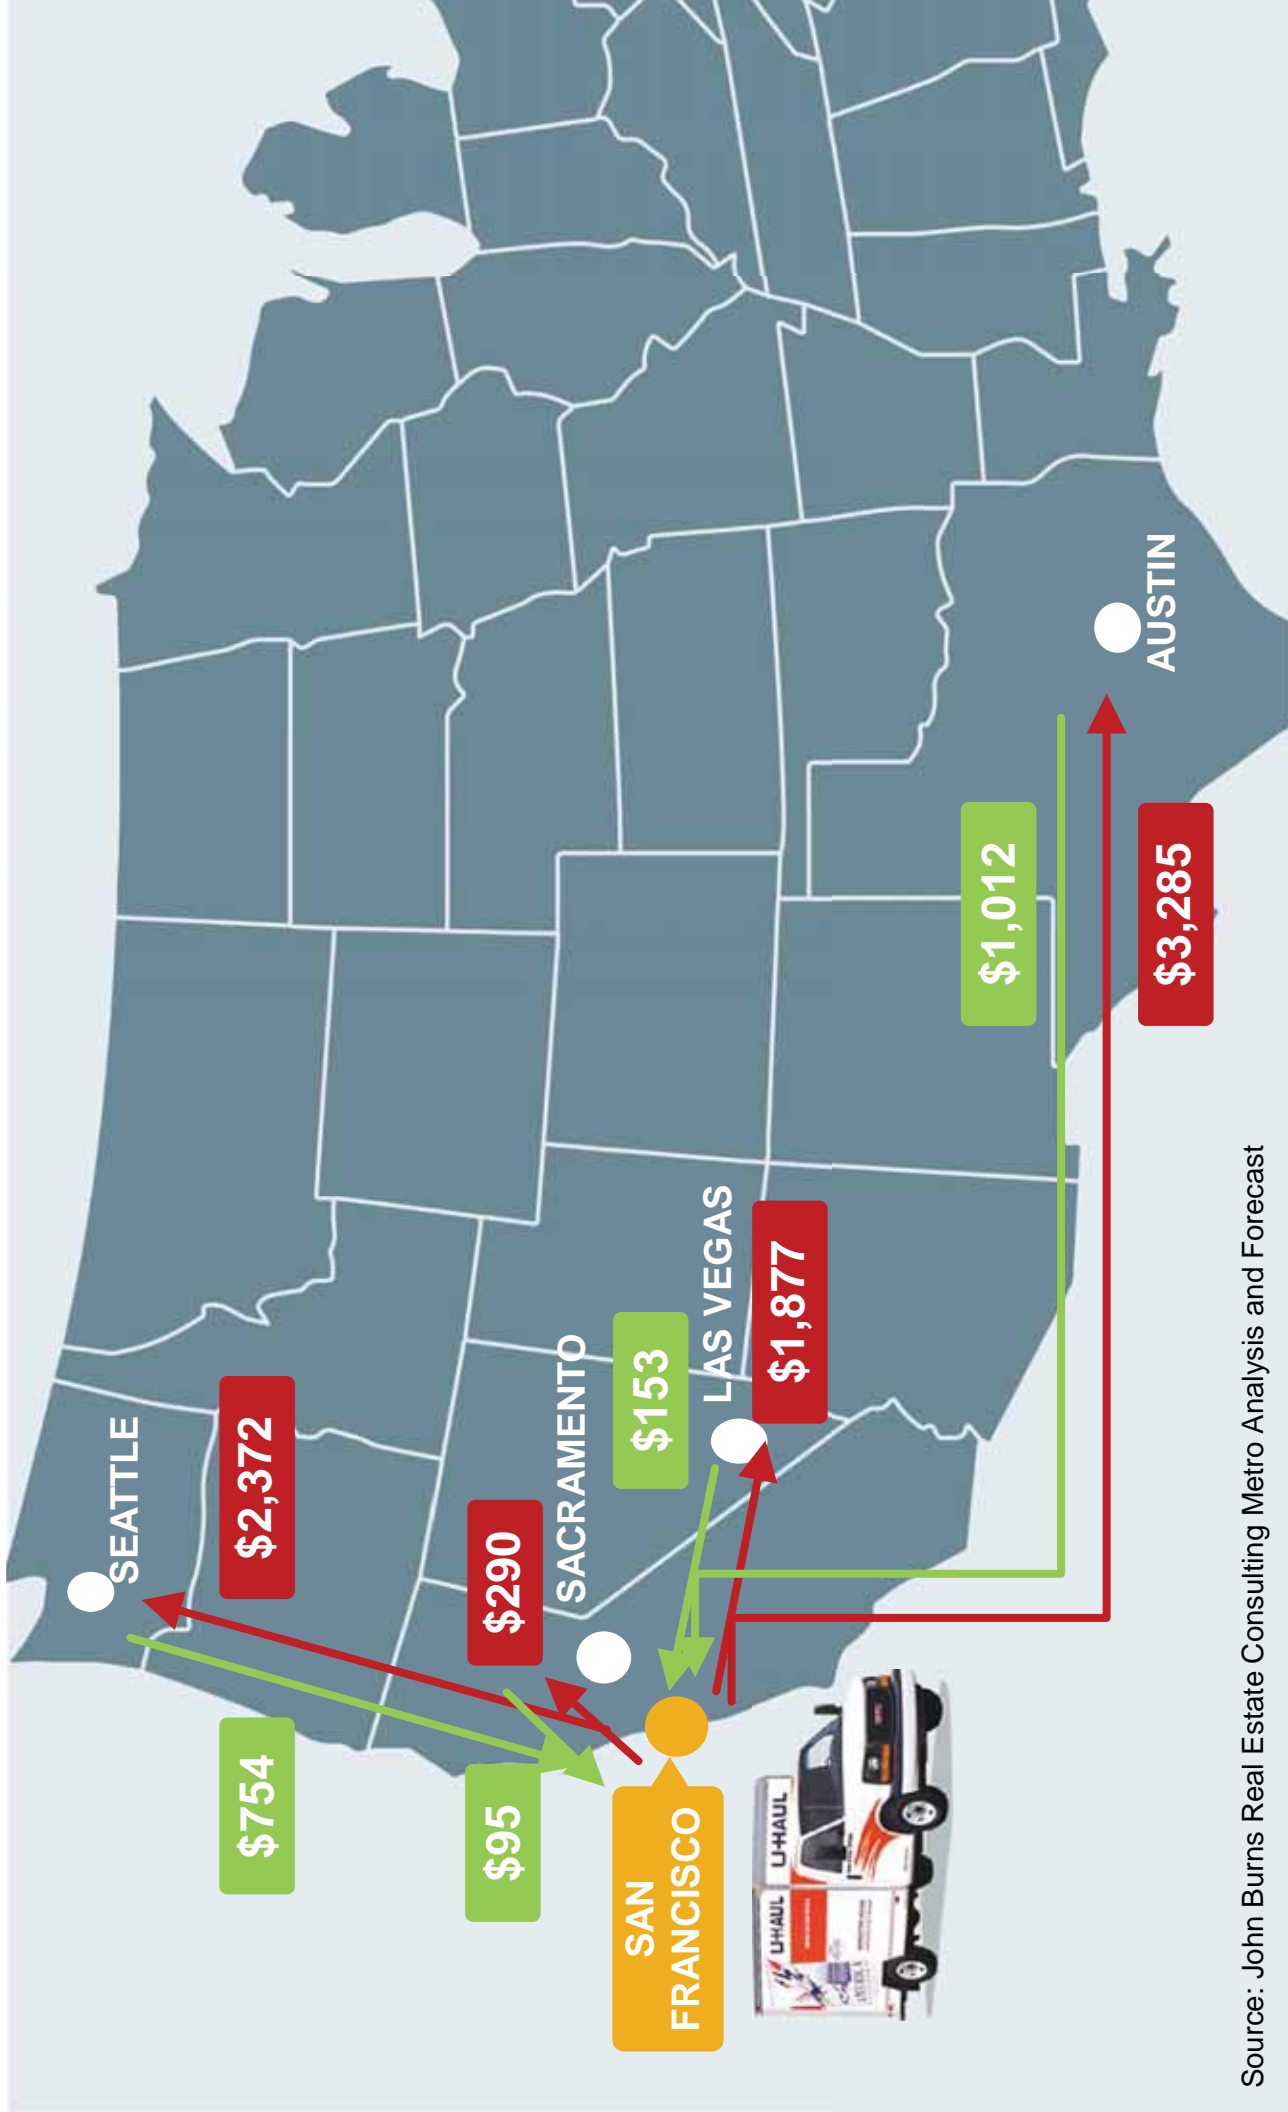 SEATTLE
$2,372
$754
$290
SACRAMENTO
$95
$153
LAS VEGAS
$1,877
SAN
FRANCISCO
$1,012
$3,285
AUSTIN
U-HAUL
U-HAUL
AMERICA
Source: John Burns Real Estate Consulting Metro Analysis and Forecast